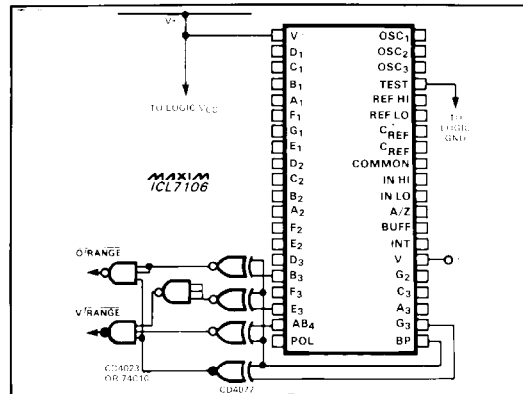 V+
TO LOGIC VCC
MAXIM
ICL7106
O/RANGE
V/RANGE
CD4023
OR 74C10
CD4077
V
D1
C1
B1
A1
F1
G1
E1
D2
C2
B2
A2
F2
E2
D3
B3
F3
E3
AB4
POL
OSC1
OSC2
OSC3
TEST
REF HI
REF LO
CREF
CREF
COMMON
IN HI
IN LO
A/Z
BUFF
INT
V
G2
C3
A3
G3
BP
TO
LOGIC
GND